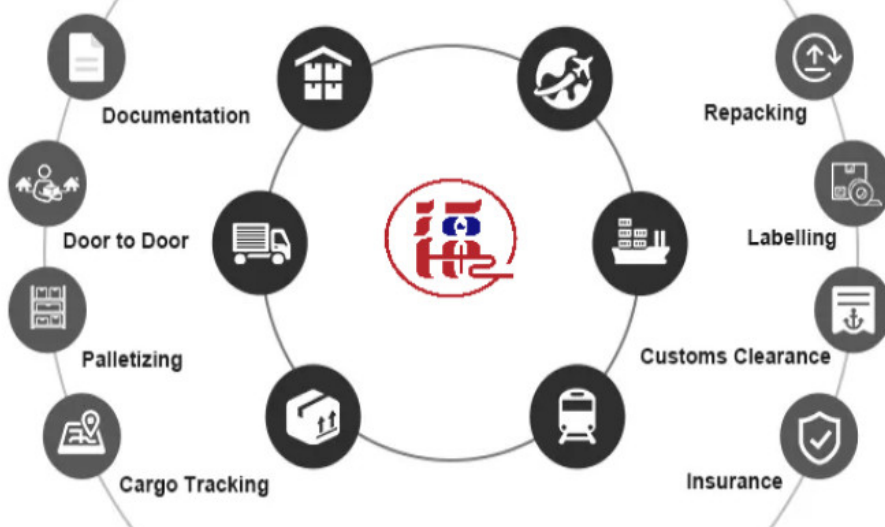 Documentation
Repacking
Door to Door
Labelling
Palletizing
Customs Clearance
Cargo Tracking
Insurance